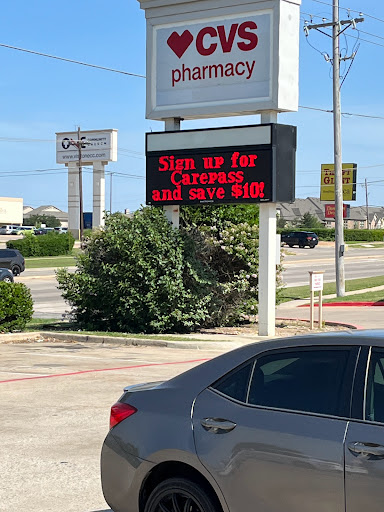 CVS
pharmacy
Sign up for
Carepass
and save $10!